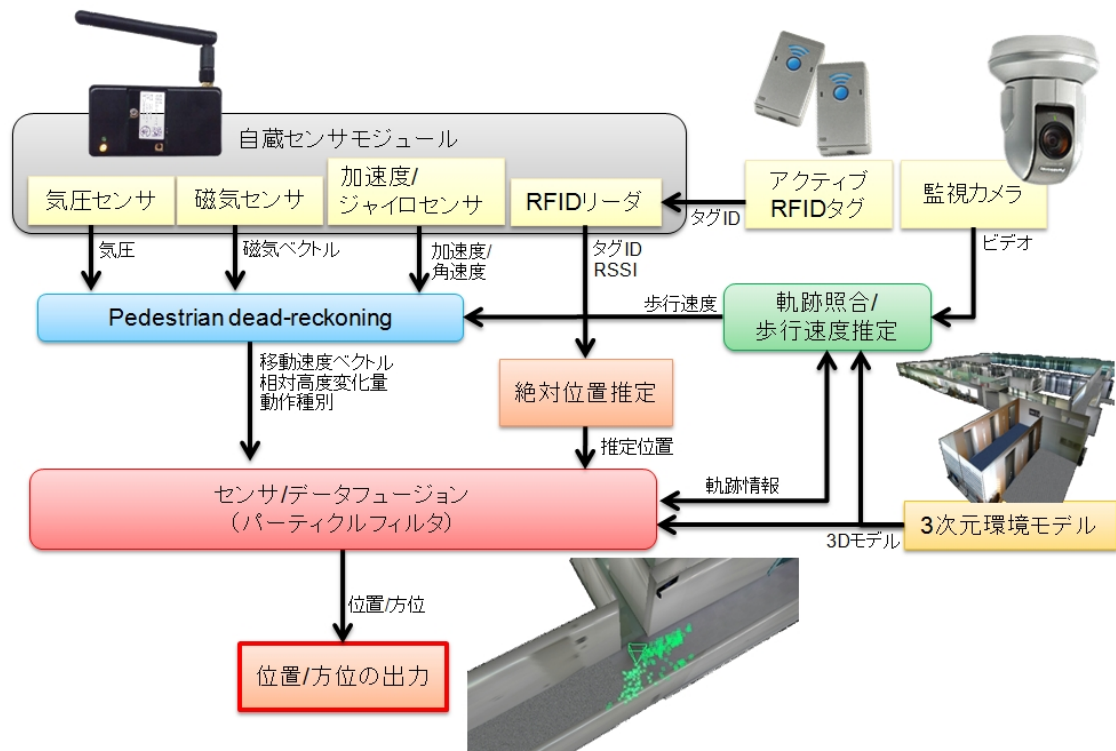 自蔵センサモジュール
気圧センサ
磁気センサ
加速度/
ジャイロセンサ
RFIDリーダ
タグID
アクティブ
RFIDタグ
監視カメラ
気圧
磁気ベクトル
加速度/
角速度
タグID
RSSI
ビデオ
Pedestrian dead-reckoning
歩行速度
軌跡照合/
歩行速度推定
移動速度ベクトル
相対高度変化量
動作種別
絶対位置推定
推定位置
センサ/データフュージョン
（パーティクルフィルタ）
軌跡情報
3Dモデル
3次元環境モデル
位置/方位
位置/方位の出力